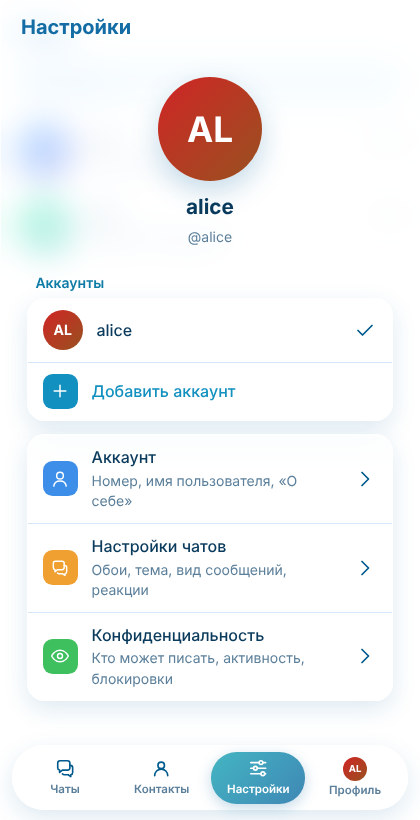 Настройки
AL
alice
@alice
Аккаунты
AL alice
Добавить аккаунт
Аккаунт
Номер, имя пользователя, «О
себе»
Настройки чатов
Обои, тема, вид сообщений,
реакции
Конфиденциальность
Кто может писать, активность,
блокировки
AL
Чаты Контакты Настройки Профиль